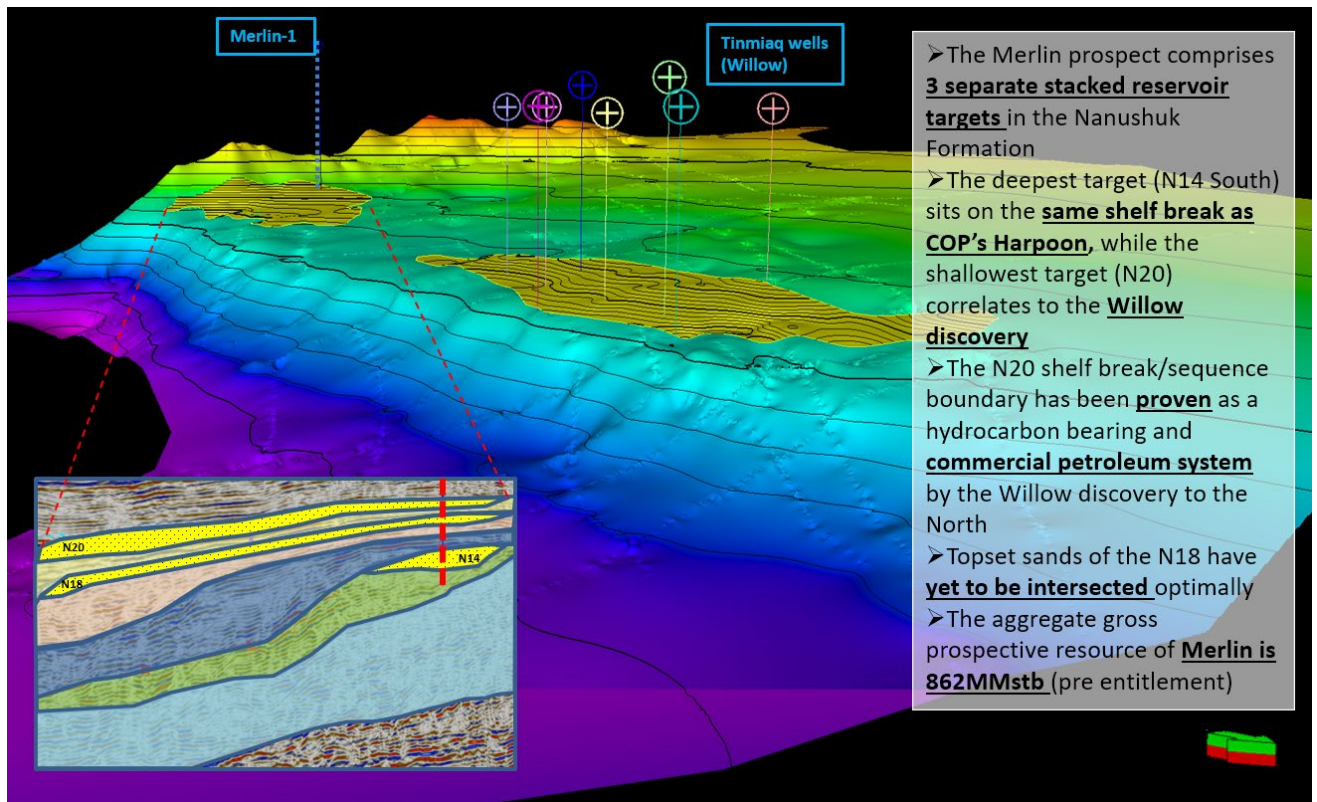 Merlin-1
Tinmiaq wells
(Willow)
➢The Merlin prospect comprises
3 separate stacked reservoir
targets in the Nanushuk
Formation
➢The deepest target (N14 South)
sits on the same shelf break as
COP’s Harpoon, while the
shallowest target (N20)
correlates to the Willow
discovery
➢The N20 shelf break/sequence
boundary has been proven as a
hydrocarbon bearing and
commercial petroleum system
by the Willow discovery to the
North
➢Topset sands of the N18 have
yet to be intersected optimally
➢The aggregate gross
prospective resource of Merlin is
862MMstb (pre entitlement)
N20
N18
N14